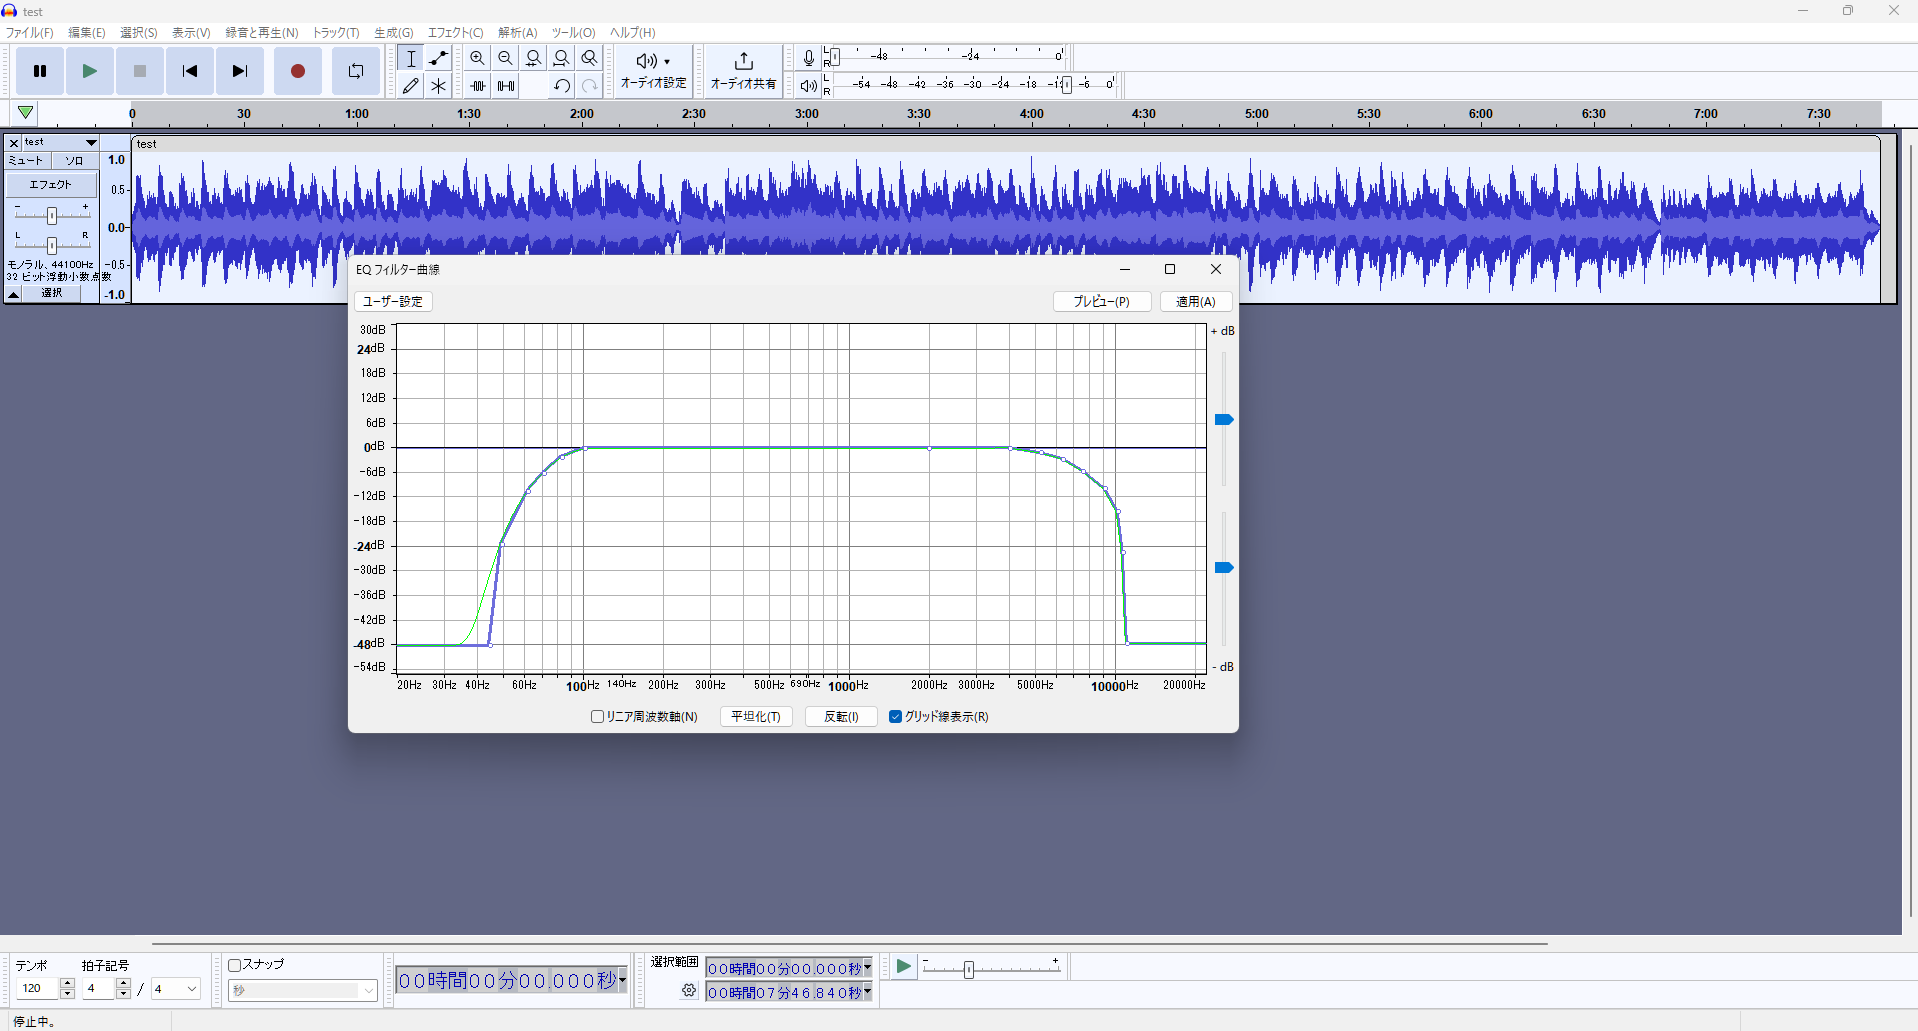 test
ファイル(F) 編集(E) 選択(S) 表示(V) 録音と再生(N) トラック(T) 生成(G) エフェクト(C) 解析(A) ツール(O) ヘルプ(H)
オーディオ設定
オーディオ共有
L
R
-48 -24 0
L
R
-54 -48 -42 -36 -30 -24 -18 -12 -6 0
0 30 1:00 1:30 2:00 2:30 3:00 3:30 4:00 4:30 5:00 5:30 6:00 6:30 7:00 7:30
test
test
ミュート ソロ
エフェクト
- +
L R
モノラル、44100Hz
32 ビット浮動小数点数
選択
1.0
0.5-
0.0-
-0.5-
-1.0
EQ フィルター曲線
ユーザー設定
プレビュー(P) 適用(A)
30dB
24dB
18dB
12dB
6dB
0dB
-6dB
-12dB
-18dB
-24dB
-30dB
-36dB
-42dB
-48dB
-54dB
+ dB
- dB
20Hz 30Hz 40Hz 60Hz 100Hz 140Hz 200Hz 300Hz 500Hz 690Hz 1000Hz 2000Hz 3000Hz 5000Hz 10000Hz 20000Hz
リニア周波数軸(N) 平坦化(T) 反転(I) グリッド線表示(R)
テンポ
120
拍子記号
4 / 4
スナップ
秒
00時間00分00.000秒
選択範囲
00時間00分00.000秒
00時間07分46.840秒
- +
停止中。